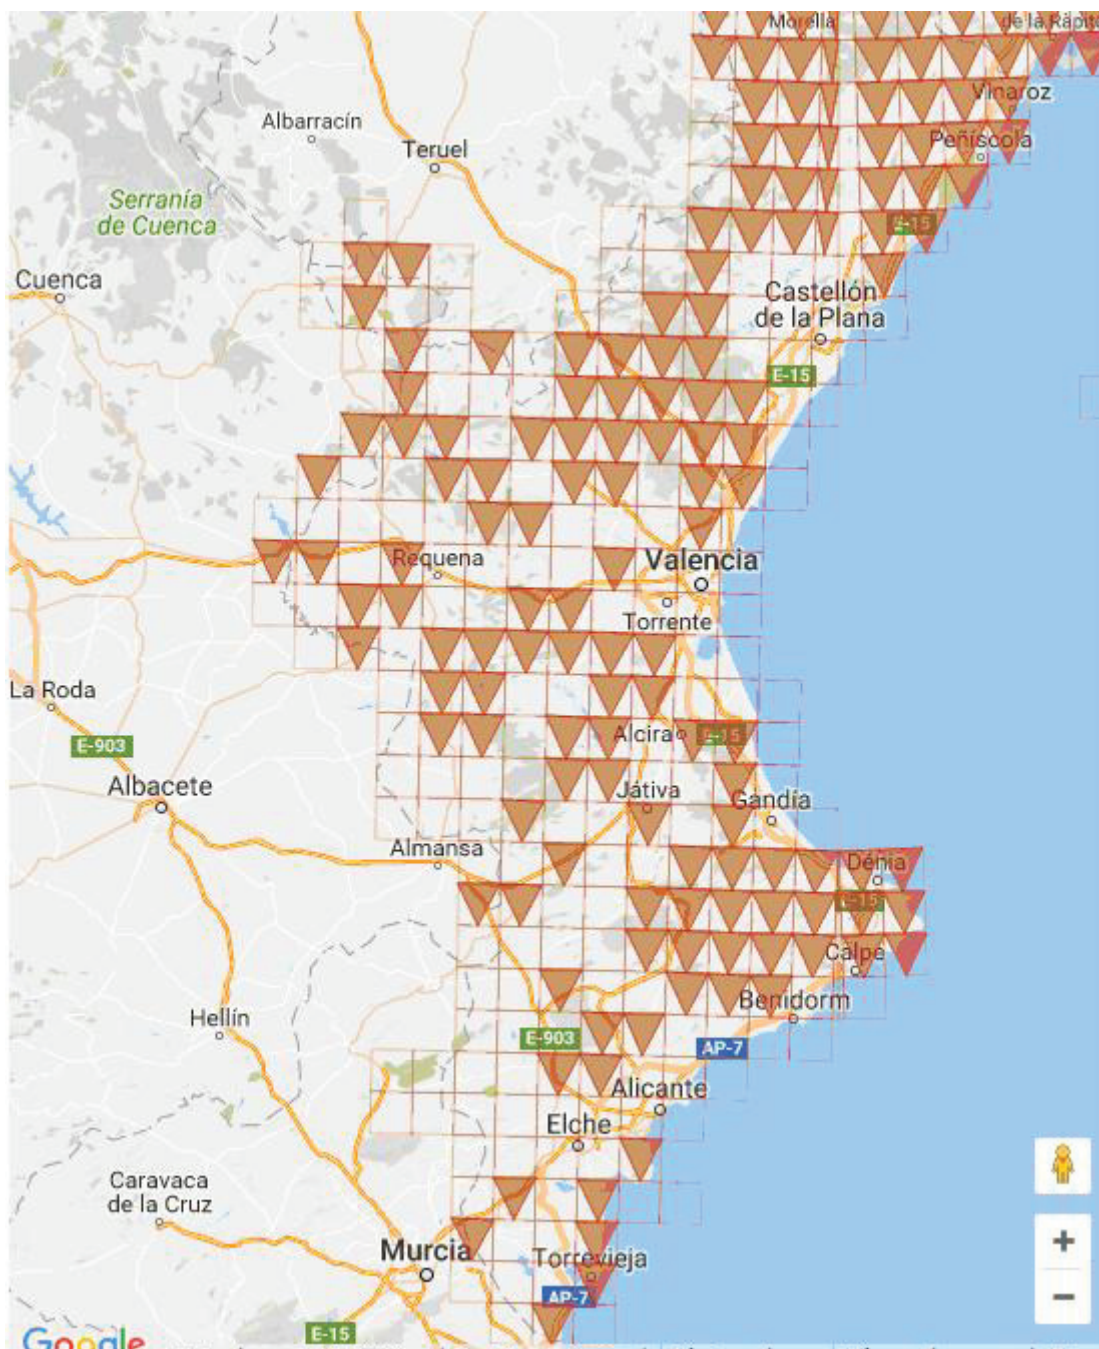 Morella
de la Ràpita
Vinaroz
Albarracín
Peñíscola
Teruel
Serranía
de Cuenca
E-15
Cuenca
Castellón
de la Plana
E-15
Requena
Valencia
Torrente
La Roda
E-903
Alcira
E-15
Albacete
Játiva
Gandía
Almansa
Dénia
E-15
Calpe
Benidorm
Hellín
E-903
AP-7
Alicante
Elche
Caravaca
de la Cruz
Murcia
Torrevieja
AP-7
E-15
Google
+
−